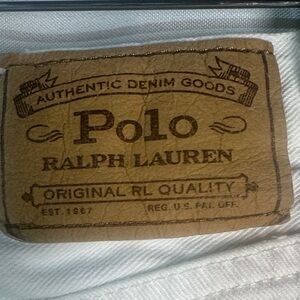 AUTHENTIC DENIM GOODS
Polo
RALPH LAUREN
ORIGINAL RL QUALITY
EST. 1967 REG. U.S. PAT. OFF.